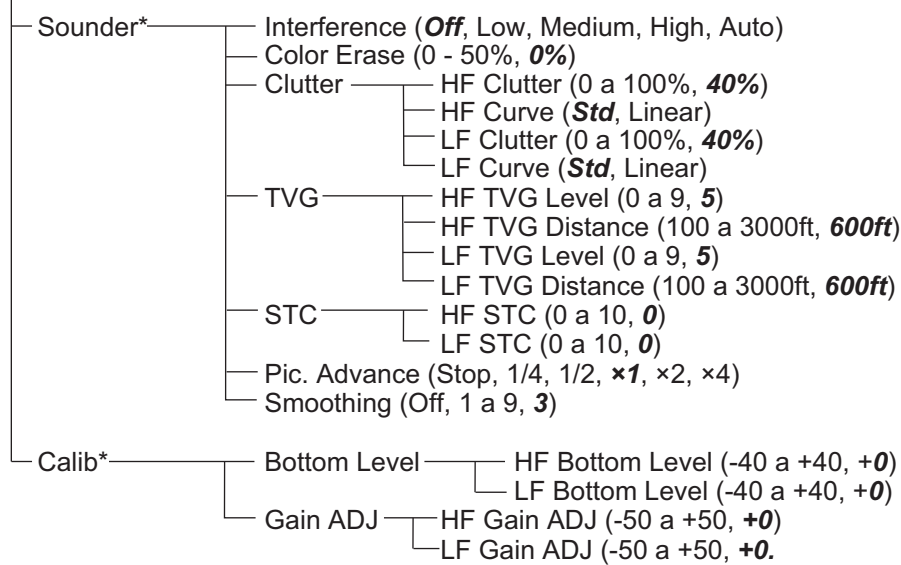 Sounder* Interference (Off, Low, Medium, High, Auto)
Color Erase (0 - 50%, 0%)
Clutter HF Clutter (0 a 100%, 40%)
HF Curve (Std, Linear)
LF Clutter (0 a 100%, 40%)
LF Curve (Std, Linear)
TVG HF TVG Level (0 a 9, 5)
HF TVG Distance (100 a 3000ft, 600ft)
LF TVG Level (0 a 9, 5)
LF TVG Distance (100 a 3000ft, 600ft)
STC HF STC (0 a 10, 0)
LF STC (0 a 10, 0)
Pic. Advance (Stop, 1/4, 1/2, ×1, ×2, ×4)
Smoothing (Off, 1 a 9, 3)
Calib* Bottom Level HF Bottom Level (-40 a +40, +0)
LF Bottom Level (-40 a +40, +0)
Gain ADJ HF Gain ADJ (-50 a +50, +0)
LF Gain ADJ (-50 a +50, +0.